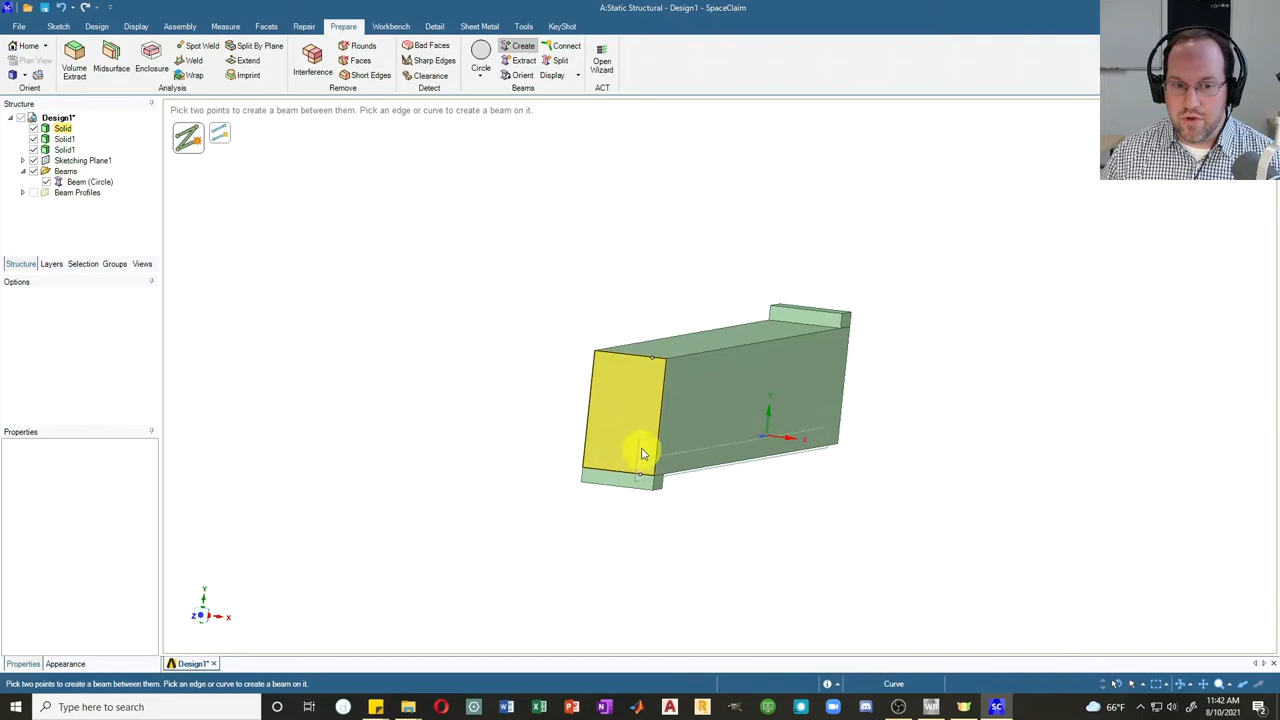 A:Static Structural - Design1 - SpaceClaim
File Sketch Design Display Assembly Measure Facets Repair Prepare Workbench Detail Sheet Metal Tools KeyShot
Home
Plan View
Orient
Volume Extract
Midsurface
Enclosure
Spot Weld
Weld
Wrap
Split By Plane
Extend
Imprint
Analysis
Interference
Rounds
Faces
Short Edges
Remove
Bad Faces
Sharp Edges
Clearance
Detect
Circle
Create
Extract
Orient
Connect
Split
Display
Beams
Open Wizard
ACT
Structure
Design1*
Solid
Solid1
Solid1
Sketching Plane1
Beams
Beam (Circle)
Beam Profiles
Structure Layers Selection Groups Views
Options
Properties
Properties Appearance
Pick two points to create a beam between them. Pick an edge or curve to create a beam on it.
Y
X
Y
Z X
Design1*
Pick two points to create a beam between them. Pick an edge or curve to create a beam on it.
Curve
Type here to search
66°F
11:42 AM
8/10/2021